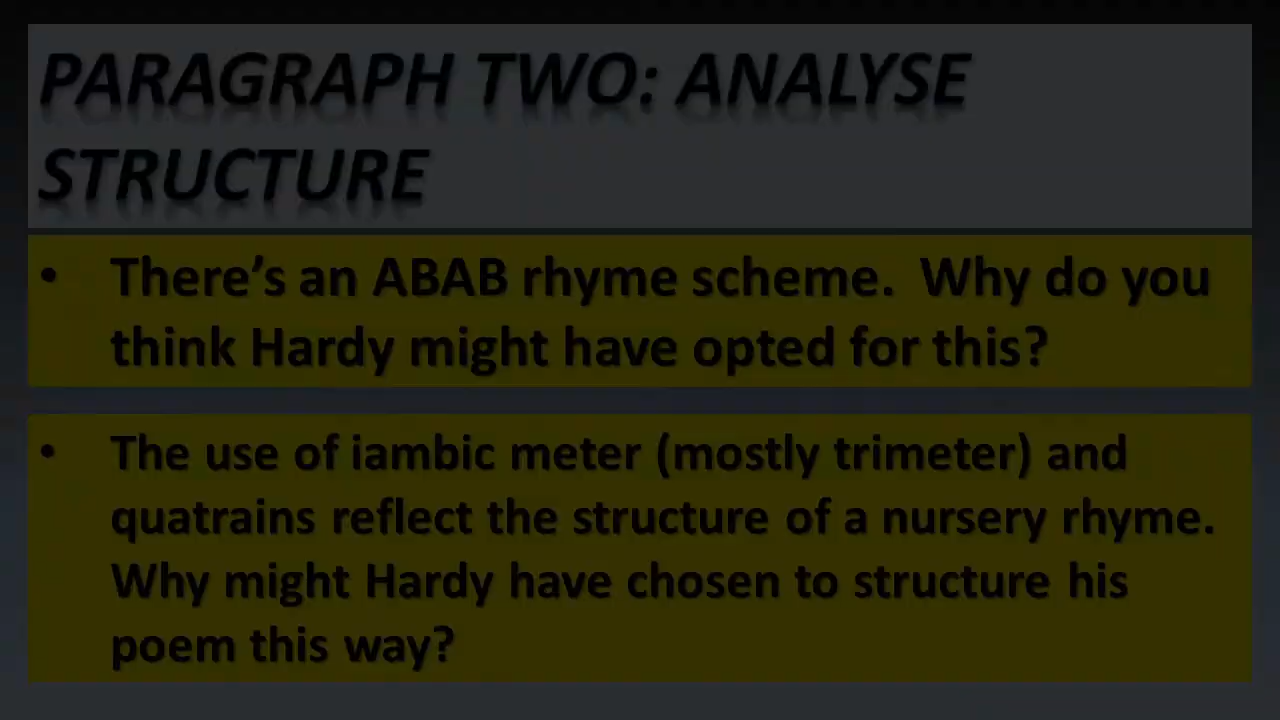 PARAGRAPH TWO: ANALYSE
STRUCTURE
• There’s an ABAB rhyme scheme.  Why do you
think Hardy might have opted for this?
• The use of iambic meter (mostly trimeter) and
quatrains reflect the structure of a nursery rhyme.
Why might Hardy have chosen to structure his
poem this way?